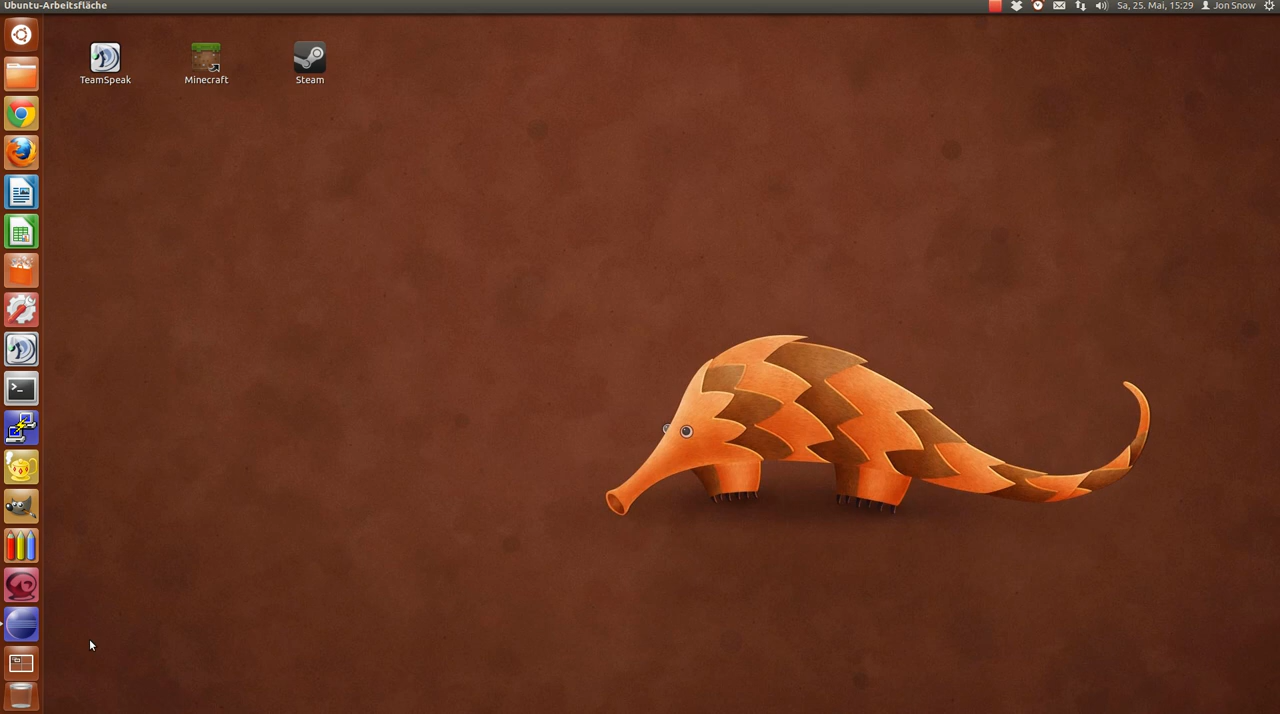 Ubuntu-Arbeitsfläche
Sa, 25. Mai, 15:29 Jon Snow
TeamSpeak
Minecraft
Steam